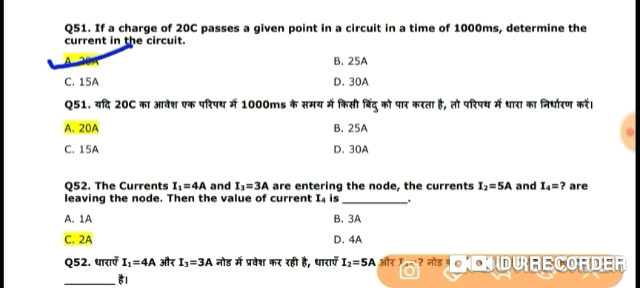 Q51. If a charge of 20C passes a given point in a circuit in a time of 1000ms, determine the
current in the circuit.
A. 20A B. 25A
C. 15A D. 30A
Q51. यदि 20C का आवेश एक परिपथ में 1000ms के समय में किसी बिंदु को पार करता है, तो परिपथ में धारा का निर्धारण करें।
A. 20A B. 25A
C. 15A D. 30A
Q52. The Currents I₁=4A and I₃=3A are entering the node, the currents I₂=5A and I₄=? are
leaving the node. Then the value of current I₄ is ________.
A. 1A B. 3A
C. 2A D. 4A
Q52. धाराएँ I₁=4A और I₃=3A नोड में प्रवेश कर रही है, धाराएँ I₂=5A और ? नोड
DU RECORDER
________ है।